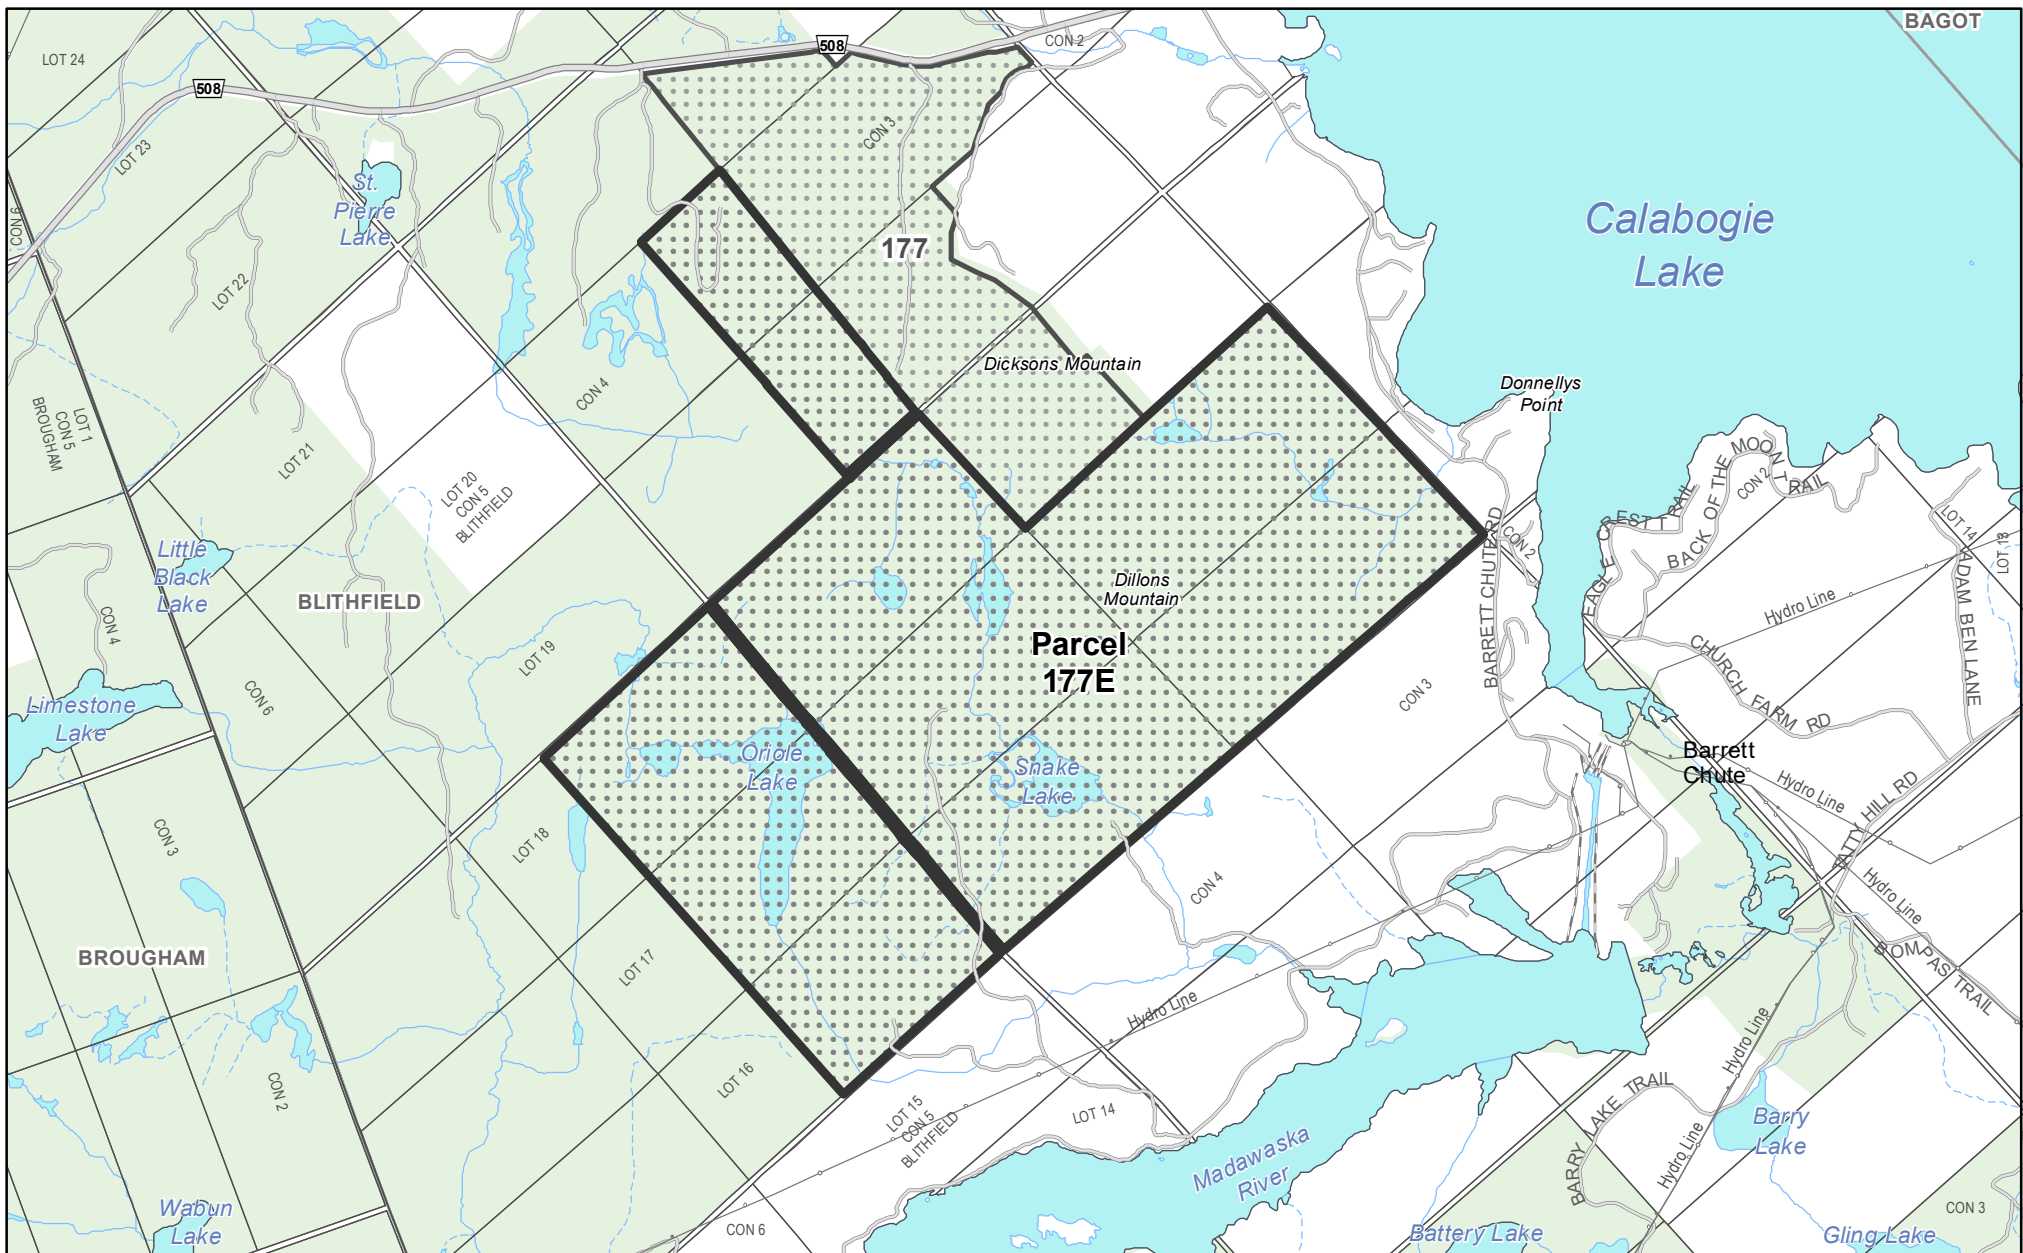 BAGOT
LOT 24
508
CON 2
508
LOT 23
CON 3
St.
Pierre
Lake
CON 6
Calabogie
Lake
177
LOT 22
Dicksons Mountain
Donnellys
Point
CON 4
LOT 1
CON 5
BROUGHAM
LOT 21
LOT 20
CON 5
BLITHFIELD
BACK OF THE MOON TRAIL
CON 2
EAGLE CREST TRAIL
LOT 14
LOT 13
CON 2
BARRETT CHUTE RD
Little
Black
Lake
BLITHFIELD
Dillons
Mountain
Hydro Line
ADAM BEN LANE
CON 4
Parcel
177E
LOT 19
CHURCH FARM RD
CON 6
CON 3
Limestone
Lake
Oriole
Lake
Snake
Lake
Barrett
Chute
Hydro Line
TATTY HILL RD
CON 3
LOT 18
CON 4
Hydro Line
BROUGHAM
LOT 17
BOMPAS TRAIL
Hydro Line
Hydro Line
CON 2
LOT 16
LOT 15
CON 5
BLITHFIELD
LOT 14
BARRY LAKE TRAIL
Barry
Lake
Madawaska
River
Hydro Line
Wabun
Lake
CON 6
Battery Lake
Gling Lake
CON 3